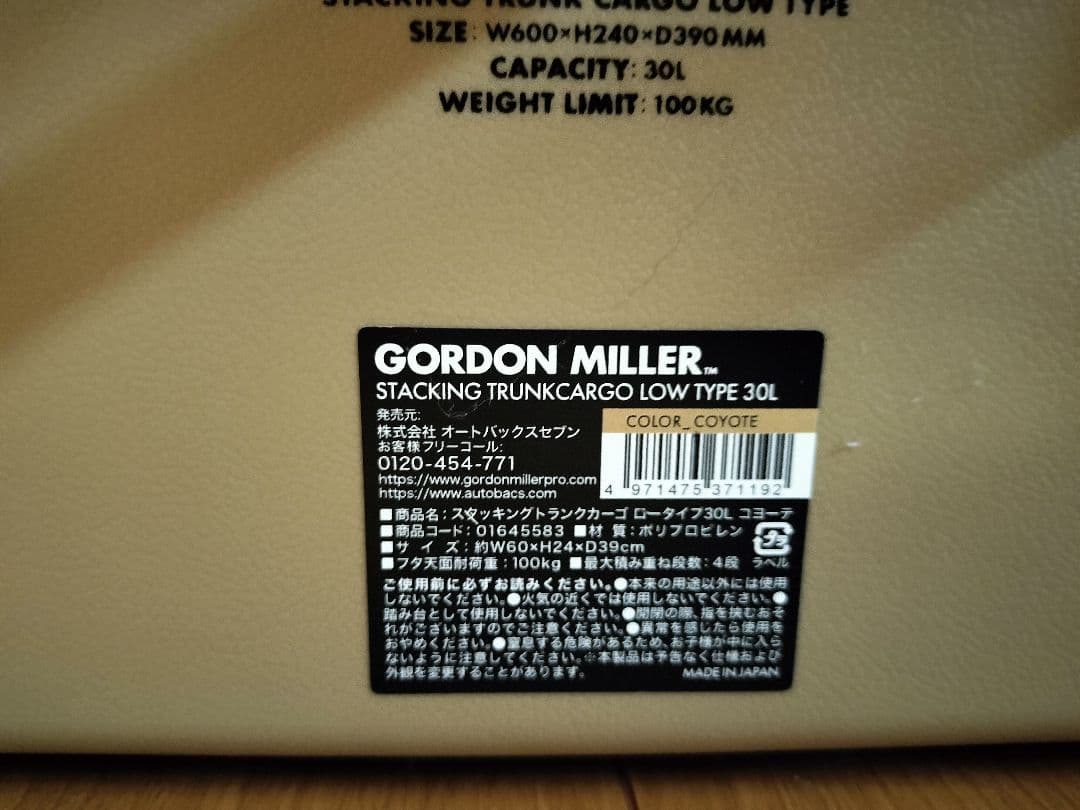 STACKING TRUNK CARGO LOW TYPE
SIZE: W600×H240×D390MM
CAPACITY: 30L
WEIGHT LIMIT: 100KG
GORDON MILLER™
STACKING TRUNKCARGO LOW TYPE 30L
発売元:
株式会社 オートバックスセブン
お客様フリーコール:
0120-454-771
https://www.gordonmillerpro.com
https://www.autobacs.com
COLOR_COYOTE
4 971475 371192
■商品名：スタッキングトランクカーゴ ロータイプ30L コヨーテ
■商品コード：01645583 ■材 質：ポリプロピレン
■サ イ ズ：約W60×H24×D39cm
■フタ天面耐荷重：100kg ■最大積み重ね段数：4段
プラ
ラベル
ご使用前に必ずお読みください。●本来の用途以外には使用
しないでください。●火気の近くでは使用しないでください。●
踏み台として使用しないでください。●開閉の際、指を挟むおそ
れがございますのでご注意ください。●異常を感じたら使用を
おやめください。●窒息する危険があるため、お子様が中に入ら
ないように注意してください。※本製品は予告なく仕様および
外観を変更することがあります。
MADE IN JAPAN